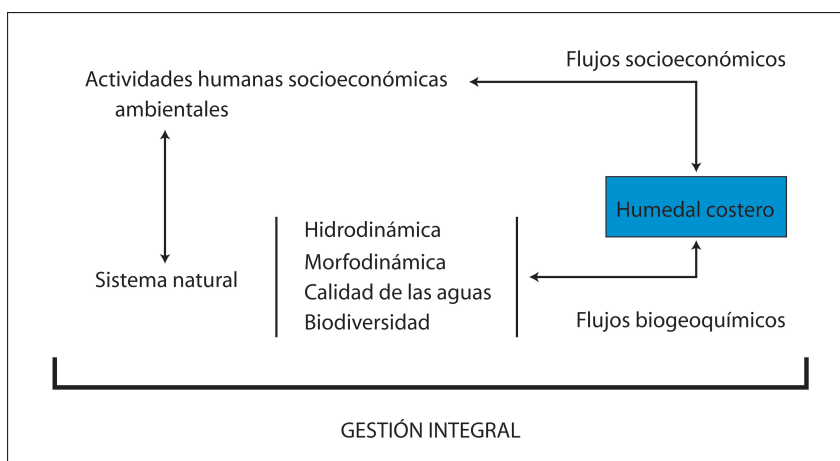 Flujos socioeconómicos
Actividades humanas socioeconómicas
ambientales
Humedal costero
Hidrodinámica
Morfodinámica
Sistema natural
Calidad de las aguas
Biodiversidad
Flujos biogeoquímicos
GESTIÓN INTEGRAL